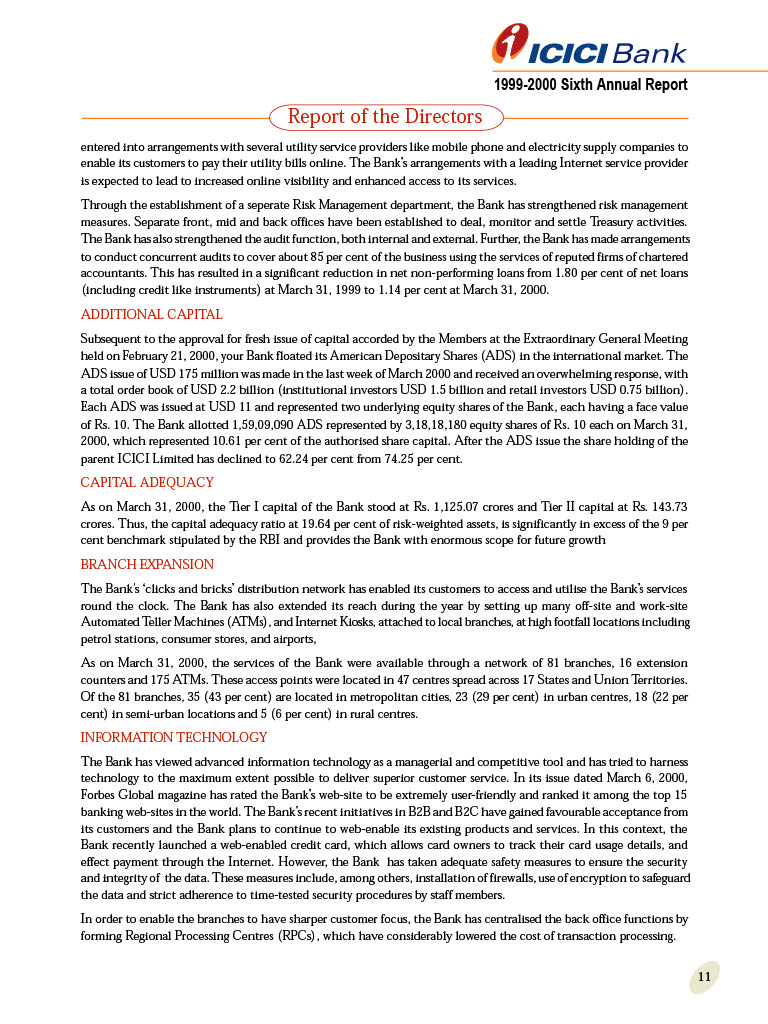 ICICI Bank
1999-2000 Sixth Annual Report
Report of the Directors
entered into arrangements with several utility service providers like mobile phone and electricity supply companies to
enable its customers to pay their utility bills online. The Bank's arrangements with a leading Internet service provider
is expected to lead to increased online visibility and enhanced access to its services.
Through the establishment of a seperate Risk Management department, the Bank has strengthened risk management
measures. Separate front, mid and back offices have been established to deal, monitor and settle Treasury activities.
The Bank has also strengthened the audit function, both internal and external. Further, the Bank has made arrangements
to conduct concurrent audits to cover about 85 per cent of the business using the services of reputed firms of chartered
accountants. This has resulted in a significant reduction in net non-performing loans from 1.80 per cent of net loans
(including credit like instruments) at March 31, 1999 to 1.14 per cent at March 31, 2000.
ADDITIONAL CAPITAL
Subsequent to the approval for fresh issue of capital accorded by the Members at the Extraordinary General Meeting
held on February 21, 2000, your Bank floated its American Depositary Shares (ADS) in the international market. The
ADS issue of USD 175 million was made in the last week of March 2000 and received an overwhelming response, with
a total order book of USD 2.2 billion (institutional investors USD 1.5 billion and retail investors USD 0.75 billion).
Each ADS was issued at USD 11 and represented two underlying equity shares of the Bank, each having a face value
of Rs. 10. The Bank allotted 1,59,09,090 ADS represented by 3,18,18,180 equity shares of Rs. 10 each on March 31,
2000, which represented 10.61 per cent of the authorised share capital. After the ADS issue the share holding of the
parent ICICI Limited has declined to 62.24 per cent from 74.25 per cent.
CAPITAL ADEQUACY
As on March 31, 2000, the Tier I capital of the Bank stood at Rs. 1,125.07 crores and Tier II capital at Rs. 143.73
crores. Thus, the capital adequacy ratio at 19.64 per cent of risk-weighted assets, is significantly in excess of the 9 per
cent benchmark stipulated by the RBI and provides the Bank with enormous scope for future growth
BRANCH EXPANSION
The Bank's ‘clicks and bricks’ distribution network has enabled its customers to access and utilise the Bank's services
round the clock. The Bank has also extended its reach during the year by setting up many off-site and work-site
Automated Teller Machines (ATMs), and Internet Kiosks, attached to local branches, at high footfall locations including
petrol stations, consumer stores, and airports,
As on March 31, 2000, the services of the Bank were available through a network of 81 branches, 16 extension
counters and 175 ATMs. These access points were located in 47 centres spread across 17 States and Union Territories.
Of the 81 branches, 35 (43 per cent) are located in metropolitan cities, 23 (29 per cent) in urban centres, 18 (22 per
cent) in semi-urban locations and 5 (6 per cent) in rural centres.
INFORMATION TECHNOLOGY
The Bank has viewed advanced information technology as a managerial and competitive tool and has tried to harness
technology to the maximum extent possible to deliver superior customer service. In its issue dated March 6, 2000,
Forbes Global magazine has rated the Bank's web-site to be extremely user-friendly and ranked it among the top 15
banking web-sites in the world. The Bank's recent initiatives in B2B and B2C have gained favourable acceptance from
its customers and the Bank plans to continue to web-enable its existing products and services. In this context, the
Bank recently launched a web-enabled credit card, which allows card owners to track their card usage details, and
effect payment through the Internet. However, the Bank has taken adequate safety measures to ensure the security
and integrity of the data. These measures include, among others, installation of firewalls, use of encryption to safeguard
the data and strict adherence to time-tested security procedures by staff members.
In order to enable the branches to have sharper customer focus, the Bank has centralised the back office functions by
forming Regional Processing Centres (RPCs), which have considerably lowered the cost of transaction processing.
11